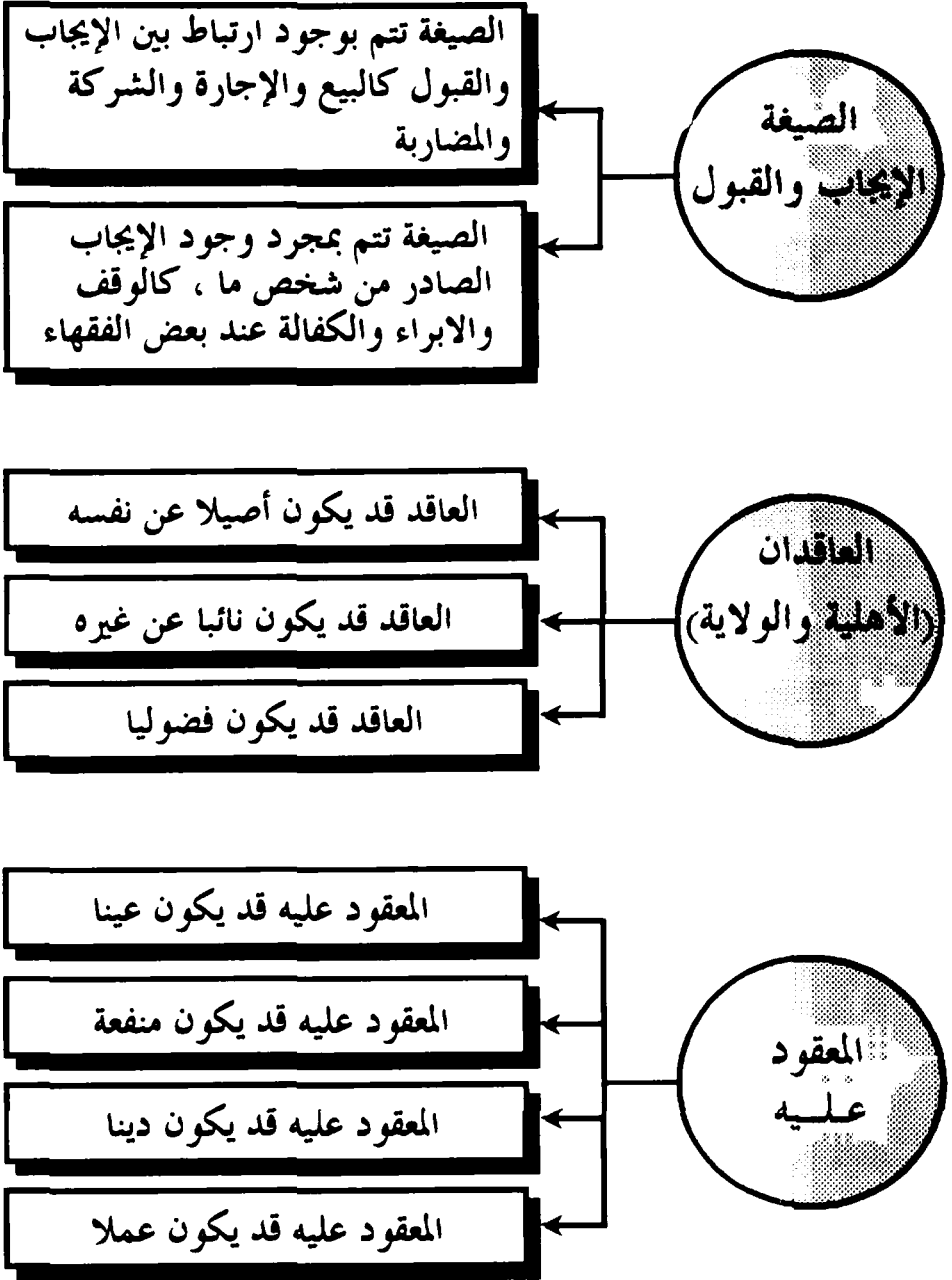 الصيغة
الإيجاب والقبول
الصيغة تتم بوجود ارتباط بين الإيجاب
والقبول كالبيع والإجارة والشركة
والمضاربة
الصيغة تتم بمجرد وجود الإيجاب
الصادر من شخص ما ، كالوقف
والابراء والكفالة عند بعض الفقهاء
العاقدان
(الأهلية والولاية)
العاقد قد يكون أصيلا عن نفسه
العاقد قد يكون نائبا عن غيره
العاقد قد يكون فضوليا
المعقود
علـــيه
المعقود عليه قد يكون عينا
المعقود عليه قد يكون منفعة
المعقود عليه قد يكون دينا
المعقود عليه قد يكون عملا